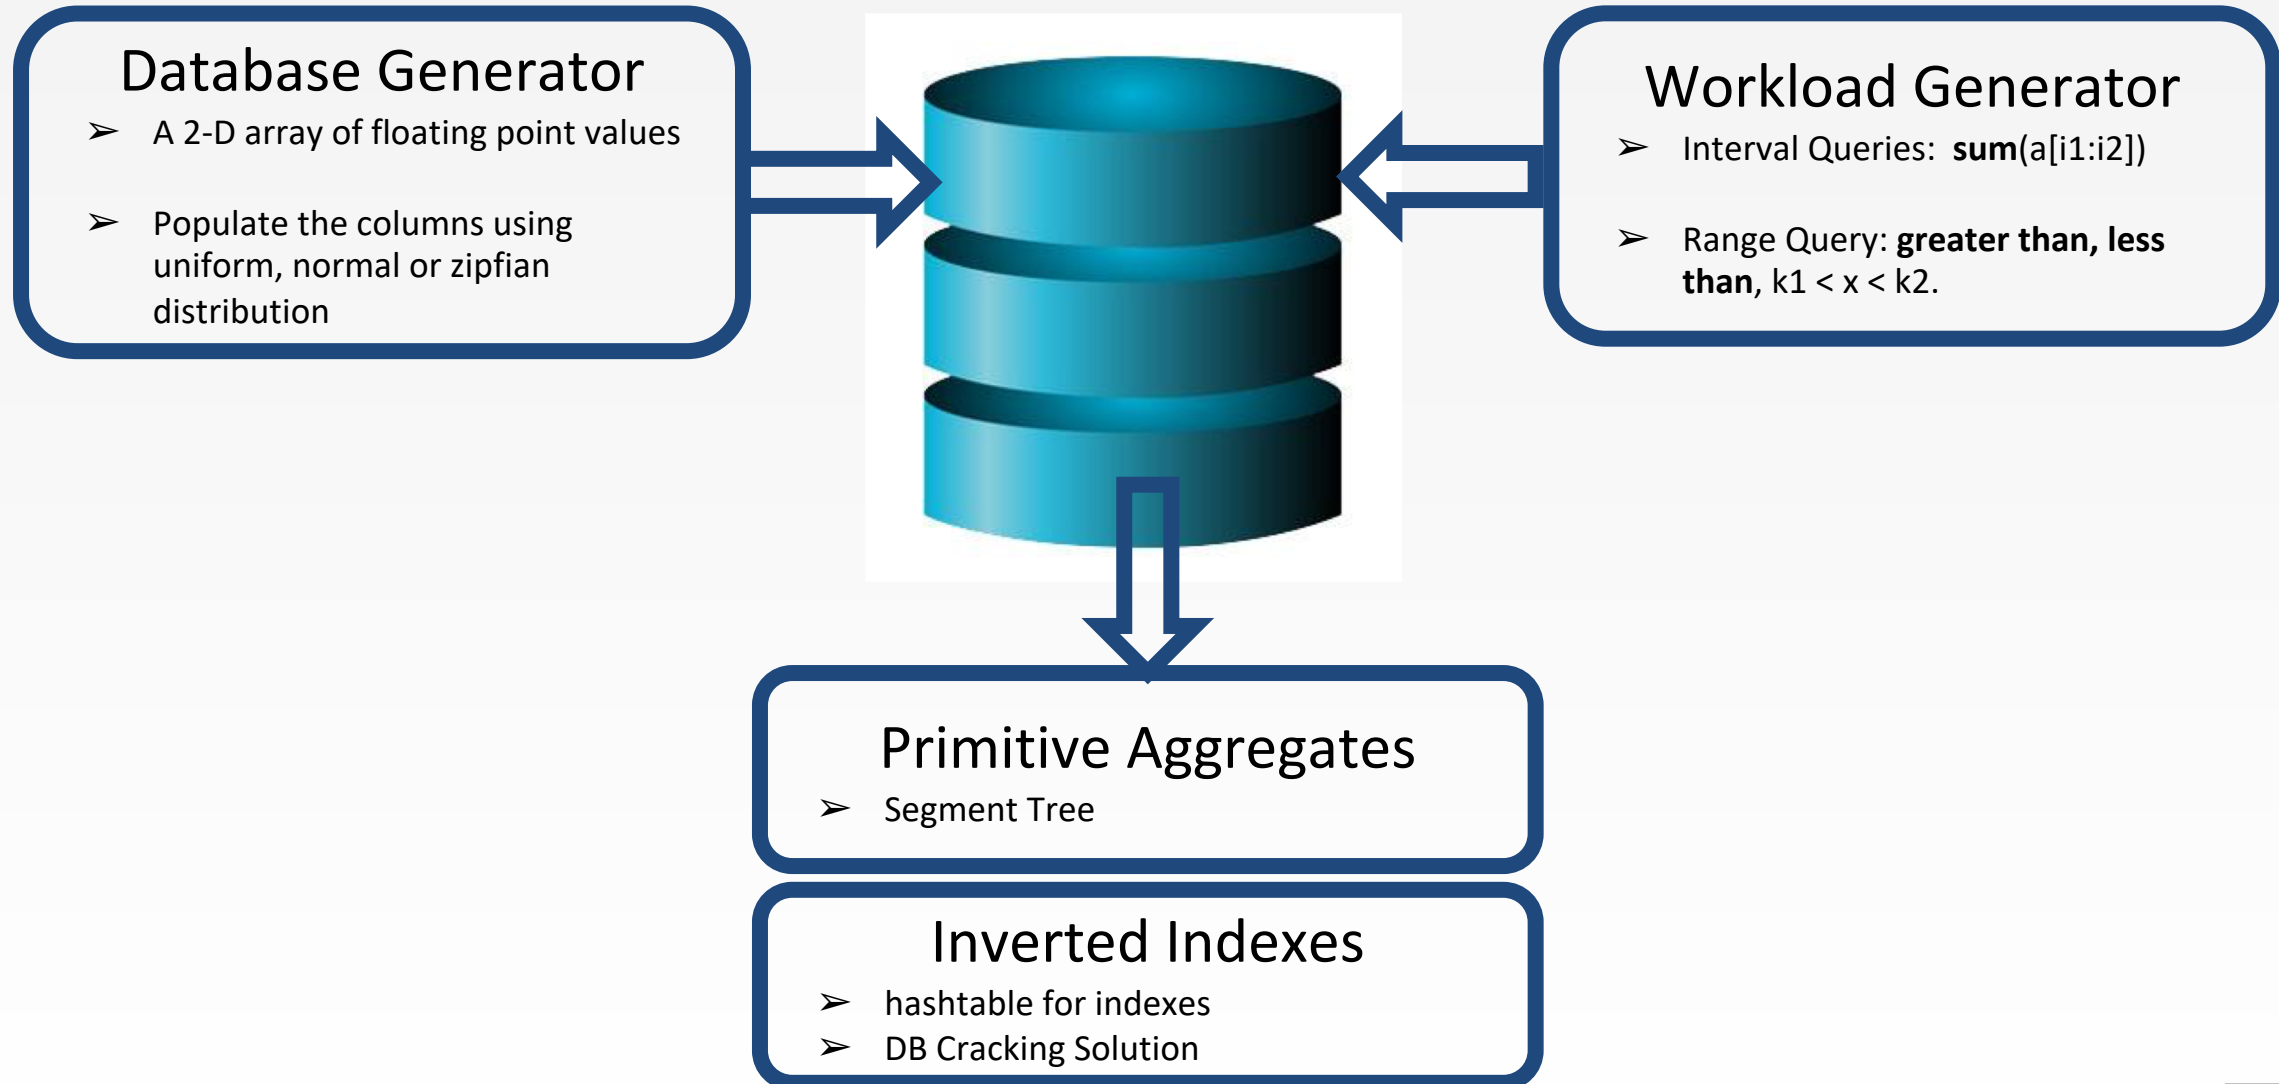 Database Generator
➢ A 2-D array of floating point values
➢ Populate the columns using
uniform, normal or zipfian
distribution
Workload Generator
➢ Interval Queries: sum(a[i1:i2])
➢ Range Query: greater than, less
than, k1 < x < k2.
Primitive Aggregates
➢ Segment Tree
Inverted Indexes
➢ hashtable for indexes
➢ DB Cracking Solution